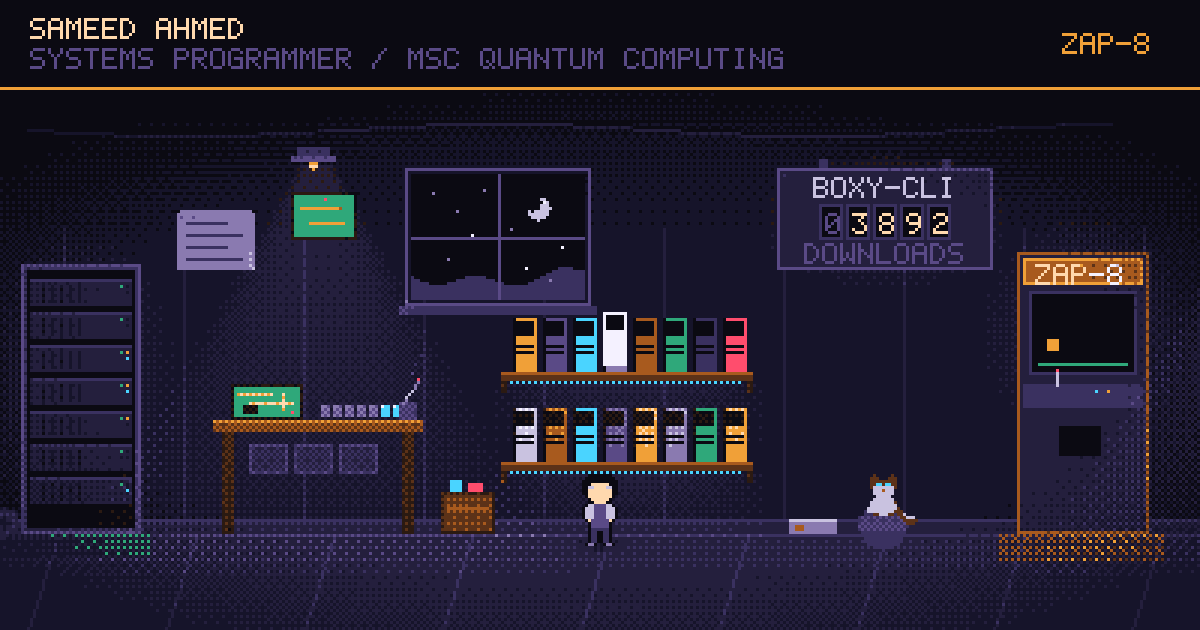 SAMEED AHMED
SYSTEMS PROGRAMMER / MSC QUANTUM COMPUTING
ZAP-8
BOXY-CLI
03892
DOWNLOADS
ZAP-8